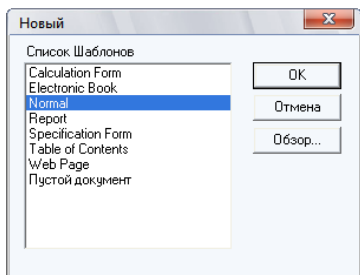 Новый
Список Шаблонов
Calculation Form
Electronic Book
Normal
Report
Specification Form
Table of Contents
Web Page
Пустой документ
OK
Отмена
Обзор...